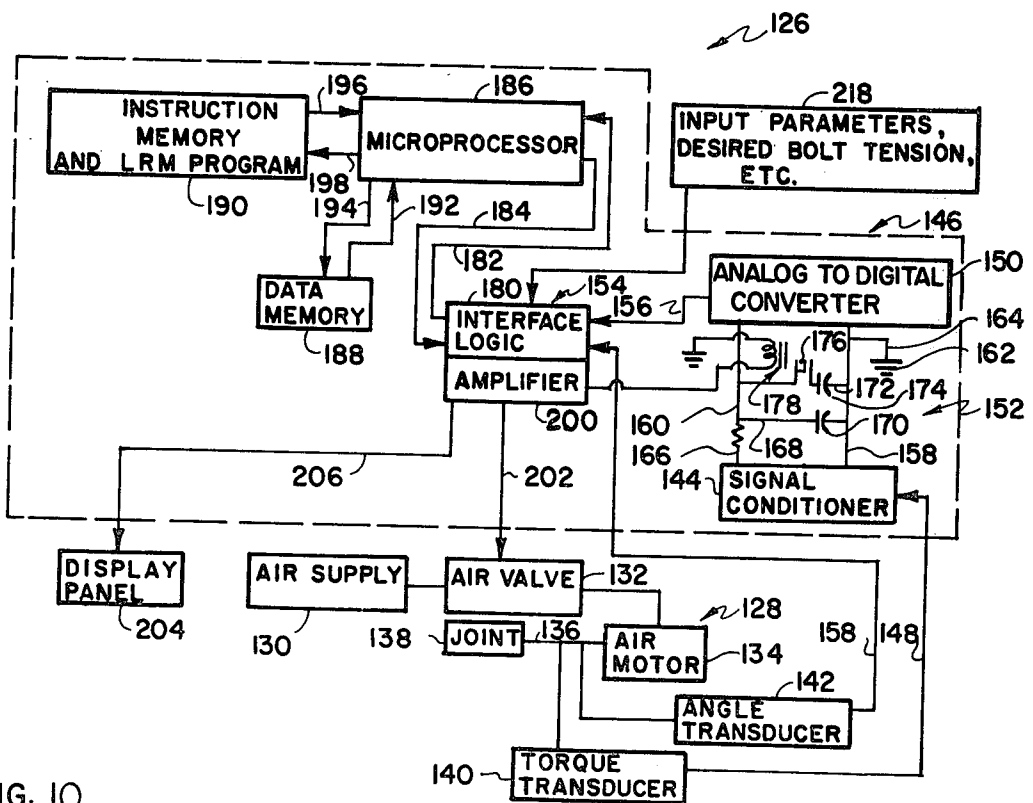 126
196
186
218
INSTRUCTION
MEMORY
AND LRM PROGRAM
MICROPROCESSOR
INPUT PARAMETERS,
DESIRED BOLT TENSION,
ETC.
190
198
194
192
184
182
146
150
DATA
MEMORY
188
180
154
156
ANALOG TO DIGITAL
CONVERTER
164
INTERFACE
LOGIC
176
162
AMPLIFIER
172
174
178
152
200
160
170
168
158
166
206
202
144
SIGNAL
CONDITIONER
DISPLAY
PANEL
204
AIR SUPPLY
130
AIR VALVE
132
128
138
JOINT
136
AIR
MOTOR
134
158
148
142
ANGLE
TRANSDUCER
140
TORQUE
TRANSDUCER
FIG. 10